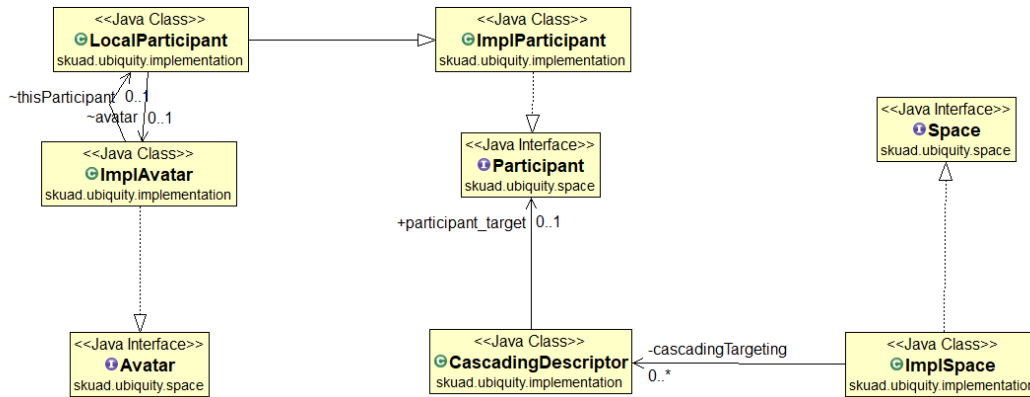 <<Java Class>>
LocalParticipant
skuad.ubiquity.implementation
<<Java Class>>
ImplParticipant
skuad.ubiquity.implementation
~thisParticipant 0..1
~avatar 0..1
<<Java Interface>>
Space
skuad.ubiquity.space
<<Java Class>>
ImplAvatar
skuad.ubiquity.implementation
<<Java Interface>>
Participant
skuad.ubiquity.space
+participant_target 0..1
<<Java Interface>>
Avatar
skuad.ubiquity.space
<<Java Class>>
CascadingDescriptor
skuad.ubiquity.implementation
-cascadingTargeting
0..*
<<Java Class>>
ImplSpace
skuad.ubiquity.implementation